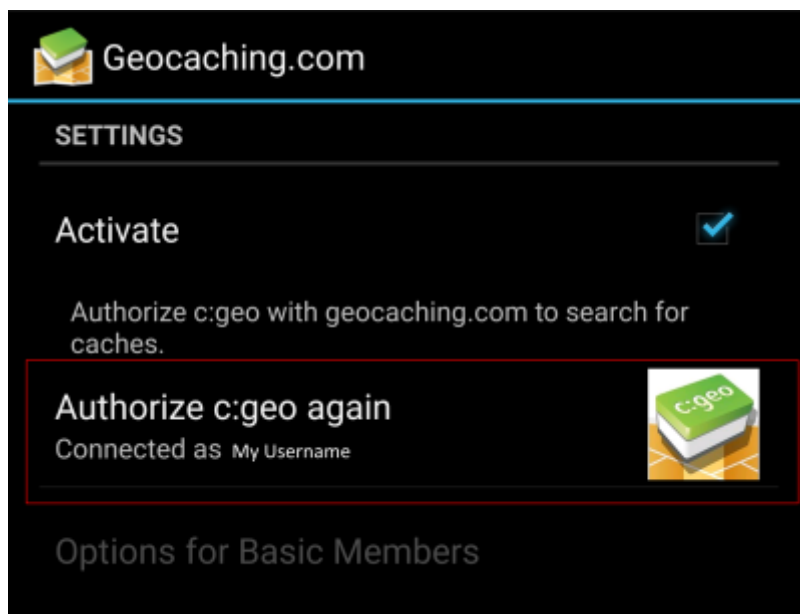 Geocaching.com
SETTINGS
Activate
Authorize c:geo with geocaching.com to search for
caches.
Authorize c:geo again
c:geo
Connected as My Username
Options for Basic Members